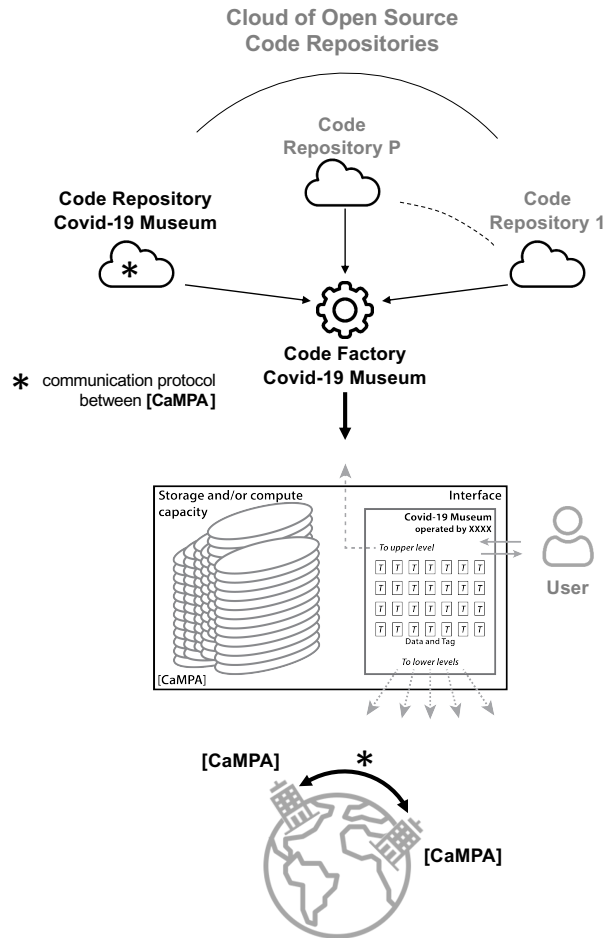 Cloud of Open Source
Code Repositories
Code
Repository P
Code Repository
Covid-19 Museum
Code
Repository 1
*
Code Factory
Covid-19 Museum
* communication protocol
between [CaMPA]
Storage and/or compute
capacity
Interface
Covid-19 Museum
operated by XXXX
To upper level
T T T T T T T
T T T T T T T
T T T T T T T
T T T T T T T
Data and Tag
To lower levels
[CaMPA]
User
[CaMPA]
*
[CaMPA]